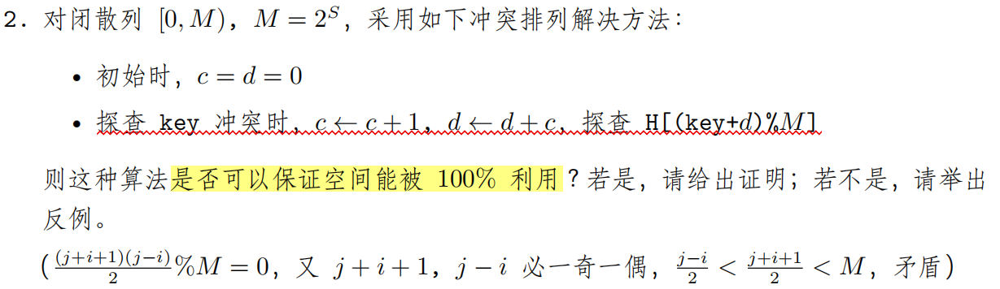 2. 对闭散列 [0, M)，M = 2^S，采用如下冲突排列解决方法：
• 初始时，c = d = 0
• 探查 key 冲突时，c ← c + 1，d ← d + c，探查 H[(key+d)%M]
则这种算法是否可以保证空间能被 100% 利用？若是，请给出证明；若不是，请举出
反例。
(\frac{(j+i+1)(j−i)}{2}%M = 0，又 j + i + 1，j − i 必一奇一偶，\frac{j−i}{2} < \frac{j+i+1}{2} < M，矛盾)